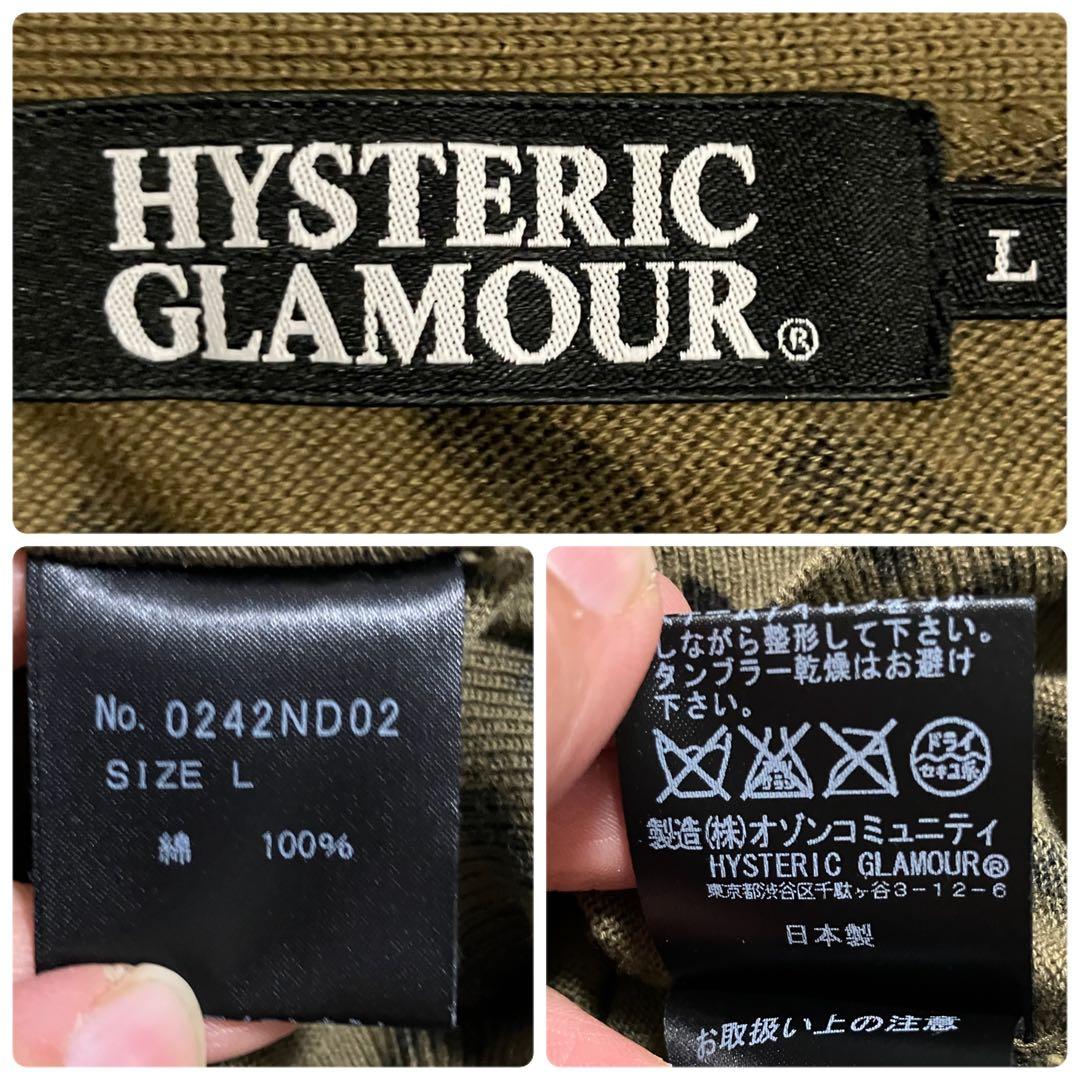 HYSTERIC
GLAMOUR®
L
No. 0242ND02
SIZE L
綿 100%
しながら整形して下さい。
タンブラー乾燥はお避け
下さい。
ドライ
セキユ系
製造(株)オゾンコミュニティ
HYSTERIC GLAMOUR®
東京都渋谷区千駄ヶ谷3-12-6
日本製
お取扱い上の注意